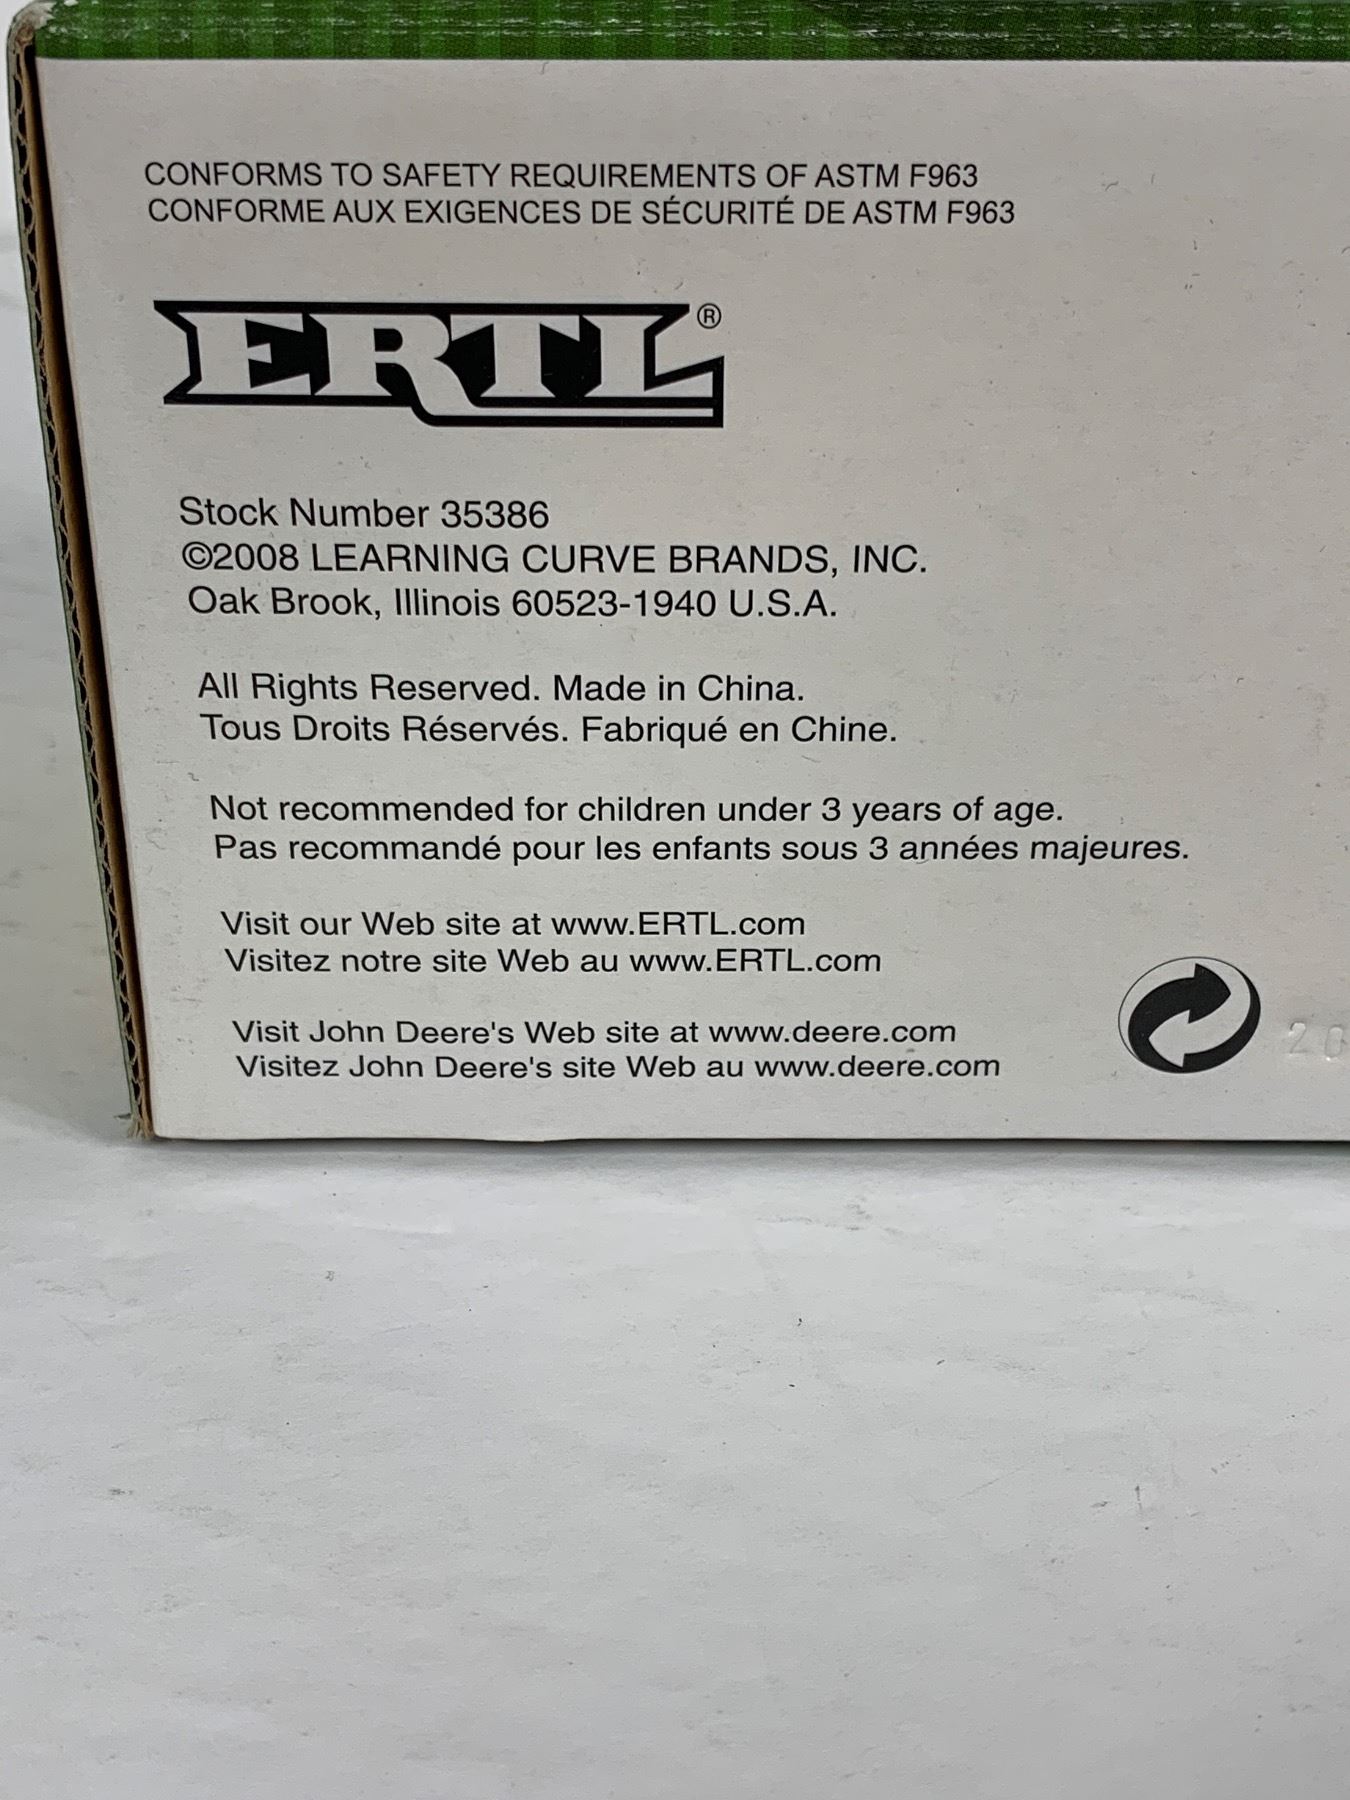 CONFORMS TO SAFETY REQUIREMENTS OF ASTM F963
CONFORME AUX EXIGENCES DE SÉCURITÉ DE ASTM F963
ERTL®
Stock Number 35386
©2008 LEARNING CURVE BRANDS, INC.
Oak Brook, Illinois 60523-1940 U.S.A.
All Rights Reserved. Made in China.
Tous Droits Réservés. Fabriqué en Chine.
Not recommended for children under 3 years of age.
Pas recommandé pour les enfants sous 3 années majeures.
Visit our Web site at www.ERTL.com
Visitez notre site Web au www.ERTL.com
Visit John Deere's Web site at www.deere.com
Visitez John Deere's site Web au www.deere.com